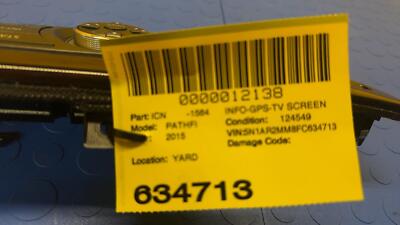 0000012138
Part: ICN -1584 INFO-GPS-TV SCREEN
Model: PATHFI Condition: 124549
2015 VIN:5N1AR2MM8FC634713
Damage Code:
Location: YARD
634713